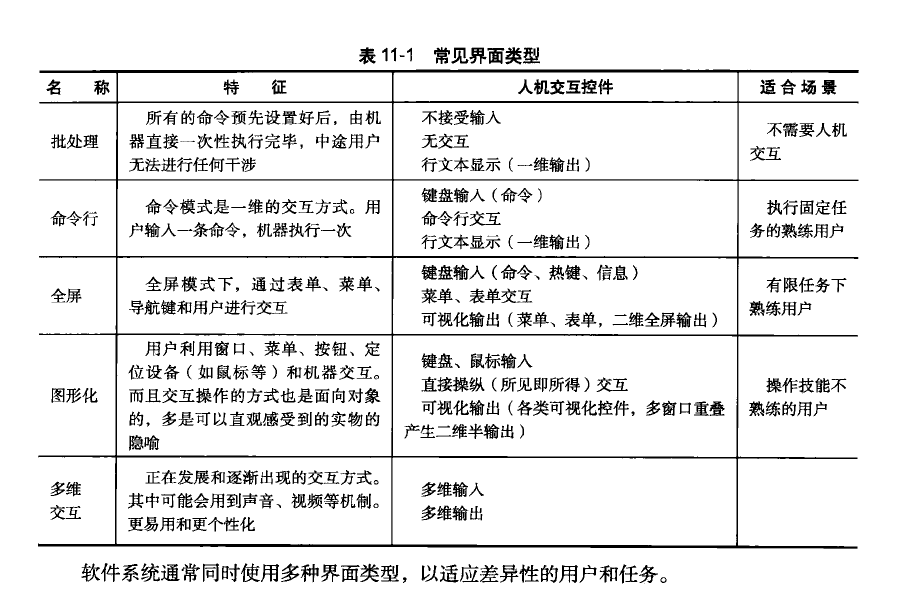 表 11-1 常见界面类型
名 称 特 征 人机交互控件 适合场景
批处理
所有的命令预先设置好后，由机
器直接一次性执行完毕，中途用户
无法进行任何干涉
不接受输入
无交互
行文本显示（一维输出）
不需要人机
交互
命令行
命令模式是一维的交互方式。用
户输入一条命令，机器执行一次
键盘输入（命令）
命令行交互
行文本显示（一维输出）
执行固定任
务的熟练用户
全屏
全屏模式下，通过表单、菜单、
导航键和用户进行交互
键盘输入（命令、热键、信息）
菜单、表单交互
可视化输出（菜单、表单，二维全屏输出）
有限任务下
熟练用户
图形化
用户利用窗口、菜单、按钮、定
位设备（如鼠标等）和机器交互。
而且交互操作的方式也是面向对象
的，多是可以直观感受到的实物的
隐喻
键盘、鼠标输入
直接操纵（所见即所得）交互
可视化输出（各类可视化控件，多窗口重叠
产生二维半输出）
操作技能不
熟练的用户
多维
交互
正在发展和逐渐出现的交互方式。
其中可能会用到声音、视频等机制。
更易用和更个性化
多维输入
多维输出
软件系统通常同时使用多种界面类型，以适应差异性的用户和任务。